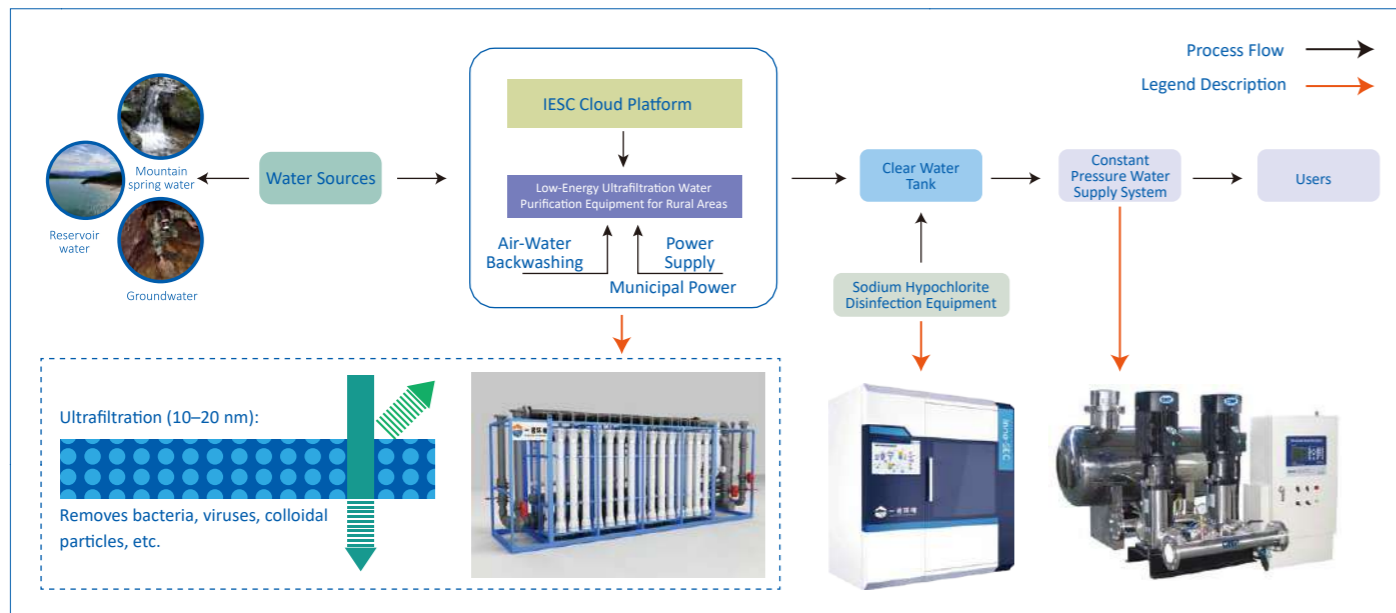 Process Flow
Legend Description
IESC Cloud Platform
Mountain
spring water
Reservoir
water
Groundwater
Water Sources
Low-Energy Ultrafiltration Water
Purification Equipment for Rural Areas
Air-Water
Backwashing
Power
Supply
Municipal Power
Clear Water
Tank
Constant
Pressure Water
Supply System
Users
Sodium Hypochlorite
Disinfection Equipment
Ultrafiltration (10–20 nm):
Removes bacteria, viruses, colloidal
particles, etc.